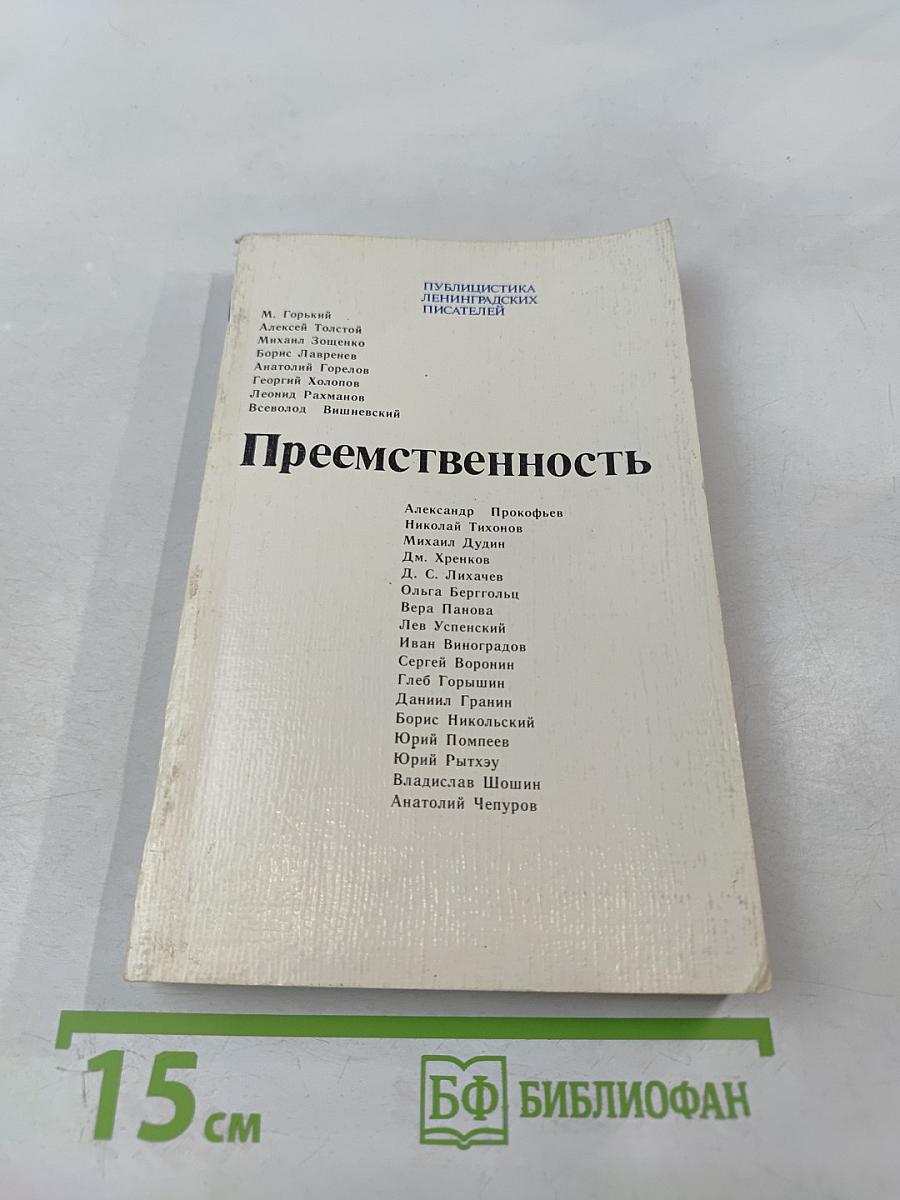 ПУБЛИЦИСТИКА
ЛЕНИНГРАДСКИХ
ПИСАТЕЛЕЙ
М. Горький
Алексей Толстой
Михаил Зощенко
Борис Лавренев
Анатолий Горелов
Георгий Холопов
Леонид Рахманов
Всеволод Вишневский
Преемственность
Александр Прокофьев
Николай Тихонов
Михаил Дудин
Дм. Хренков
Д. С. Лихачев
Ольга Берггольц
Вера Панова
Лев Успенский
Иван Виноградов
Сергей Воронин
Глеб Горышин
Даниил Гранин
Борис Никольский
Юрий Помпеев
Юрий Рытхэу
Владислав Шошин
Анатолий Чепуров
15 см
БФ БИБЛИОФАН